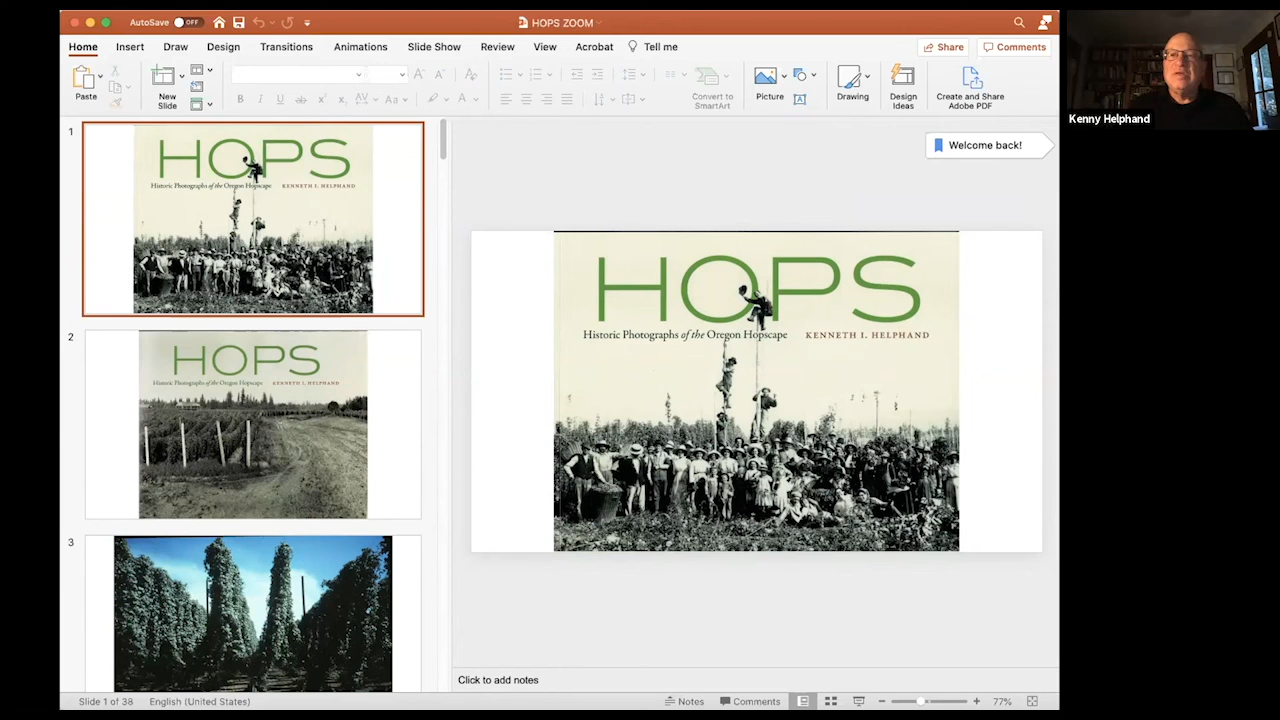 AutoSave OFF
HOPS ZOOM
Home Insert Draw Design Transitions Animations Slide Show Review View Acrobat Tell me
Share Comments
Paste
New
Slide
Convert to
SmartArt
Picture
Drawing
Design
Ideas
Create and Share
Adobe PDF
Kenny Helphand
Welcome back!
1
HOPS
Historic Photographs of the Oregon Hopscape KENNETH I. HELPHAND
2
HOPS
Historic Photographs of the Oregon Hopscape KENNETH I. HELPHAND
3
HOPS
Historic Photographs of the Oregon Hopscape KENNETH I. HELPHAND
Click to add notes
Slide 1 of 38 English (United States) Notes Comments 77%